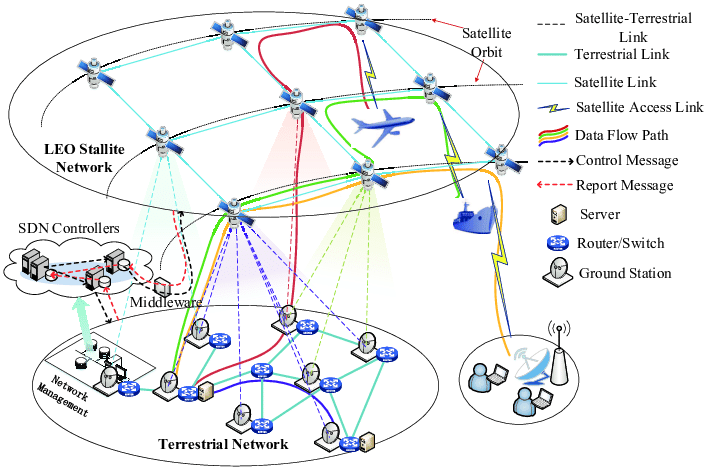 Satellite
Orbit
LEO Stallite
Network
SDN Controllers
Middleware
Network
Management
Terrestrial Network
Satellite-Terrestrial
Link
Terrestrial Link
Satellite Link
Satellite Access Link
Data Flow Path
Control Message
Report Message
Server
Router/Switch
Ground Station